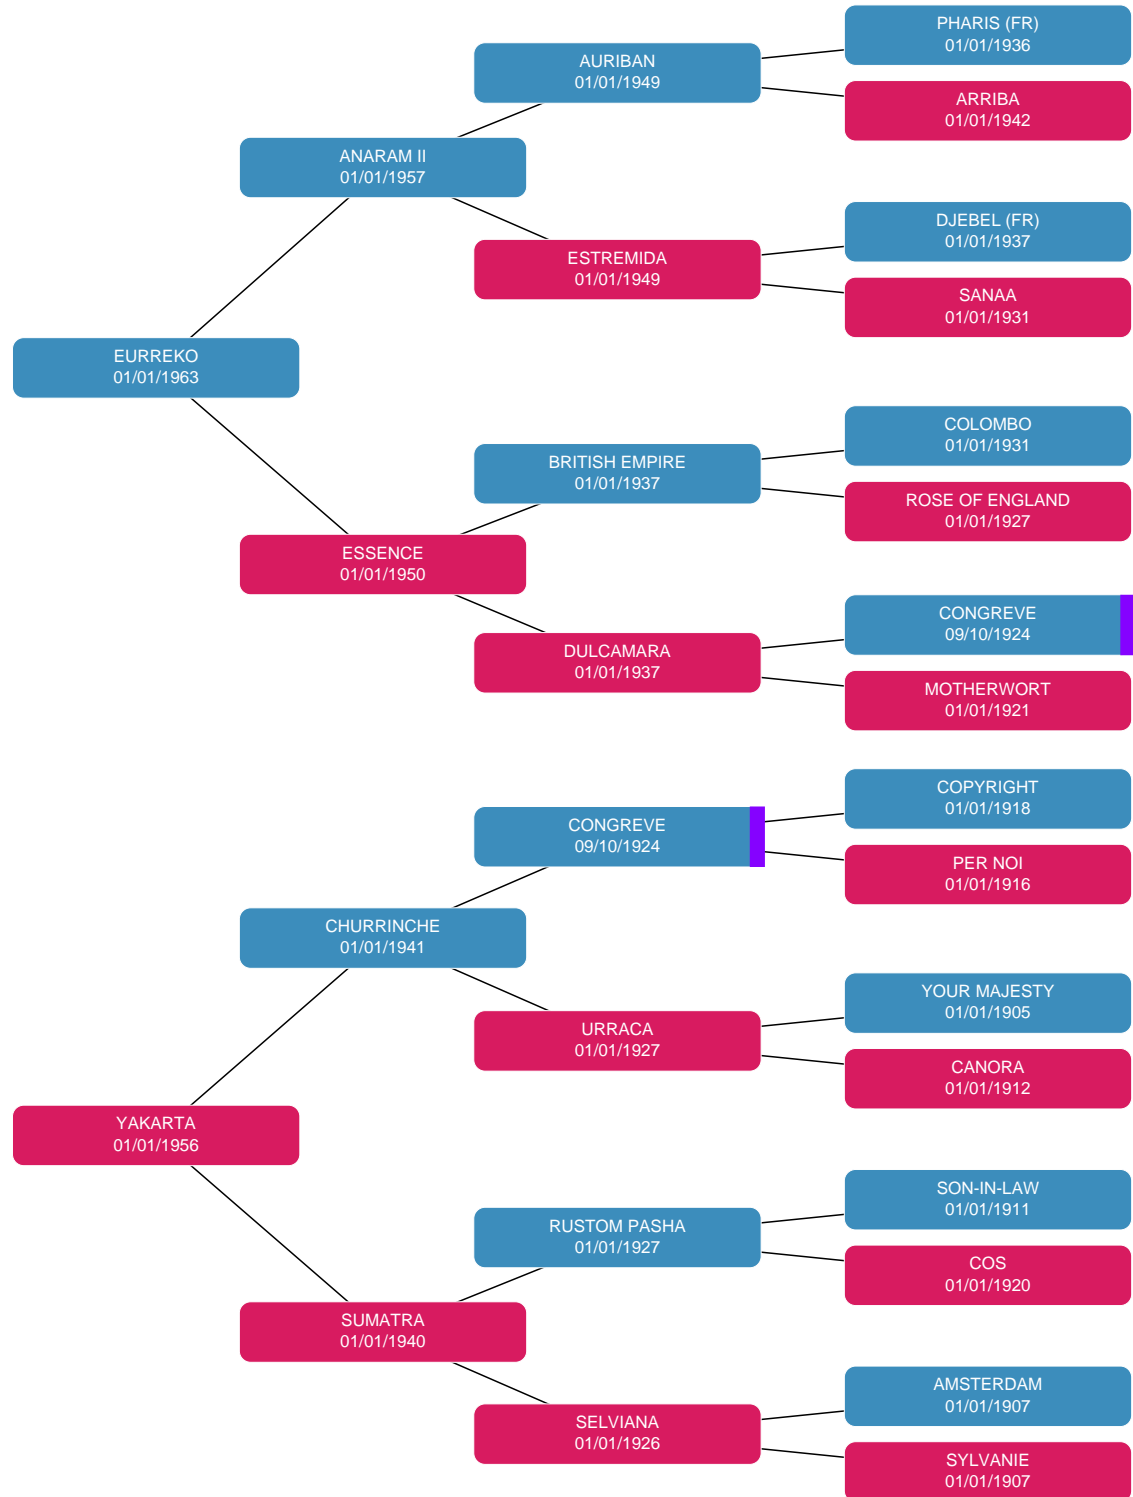 PHARIS (FR)
01/01/1936
AURIBAN
01/01/1949
ARRIBA
01/01/1942
ANARAM II
01/01/1957
DJEBEL (FR)
01/01/1937
ESTREMIDA
01/01/1949
SANAA
01/01/1931
EURREKO
01/01/1963
COLOMBO
01/01/1931
BRITISH EMPIRE
01/01/1937
ROSE OF ENGLAND
01/01/1927
ESSENCE
01/01/1950
CONGREVE
09/10/1924
DULCAMARA
01/01/1937
MOTHERWORT
01/01/1921
COPYRIGHT
01/01/1918
CONGREVE
09/10/1924
PER NOI
01/01/1916
CHURRINCHE
01/01/1941
YOUR MAJESTY
01/01/1905
URRACA
01/01/1927
CANORA
01/01/1912
YAKARTA
01/01/1956
SON-IN-LAW
01/01/1911
RUSTOM PASHA
01/01/1927
COS
01/01/1920
SUMATRA
01/01/1940
AMSTERDAM
01/01/1907
SELVIANA
01/01/1926
SYLVANIE
01/01/1907